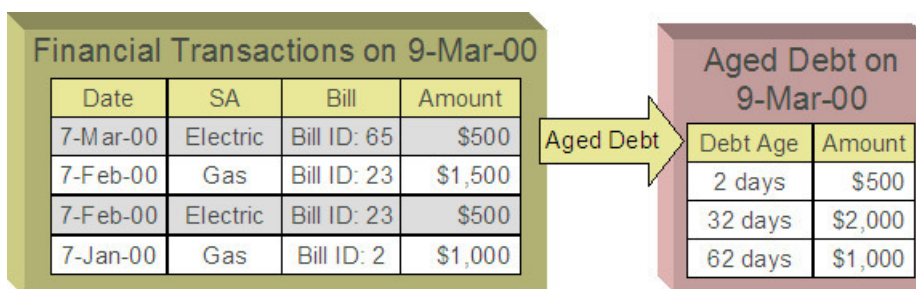 Financial Transactions on 9-Mar-00
Date SA Bill Amount
7-Mar-00 Electric Bill ID: 65 $500
7-Feb-00 Gas Bill ID: 23 $1,500
7-Feb-00 Electric Bill ID: 23 $500
7-Jan-00 Gas Bill ID: 2 $1,000
Aged Debt
Aged Debt on
9-Mar-00
Debt Age Amount
2 days $500
32 days $2,000
62 days $1,000